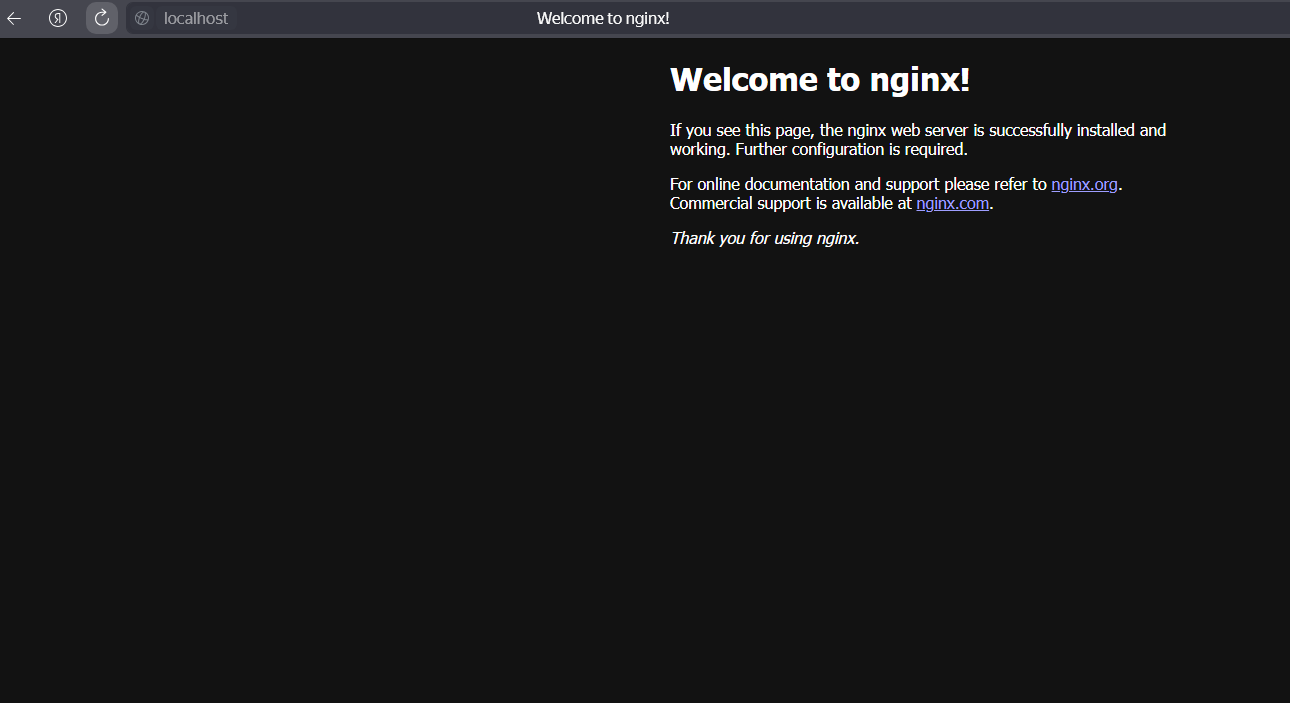 localhost
Welcome to nginx!
Welcome to nginx!
If you see this page, the nginx web server is successfully installed and
working. Further configuration is required.
For online documentation and support please refer to nginx.org.
Commercial support is available at nginx.com.
Thank you for using nginx.